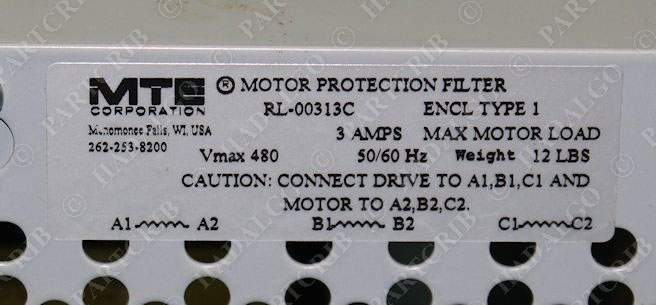 MTE ® MOTOR PROTECTION FILTER
CORPORATION RL-00313C ENCL TYPE 1
Menomonee Falls, WI, USA 3 AMPS MAX MOTOR LOAD
262-253-8200 Vmax 480 50/60 Hz Weight 12 LBS
CAUTION: CONNECT DRIVE TO A1,B1,C1 AND
MOTOR TO A2,B2,C2.
A1 A2 B1 B2 C1 C2
PARTCRIB
HADALGO